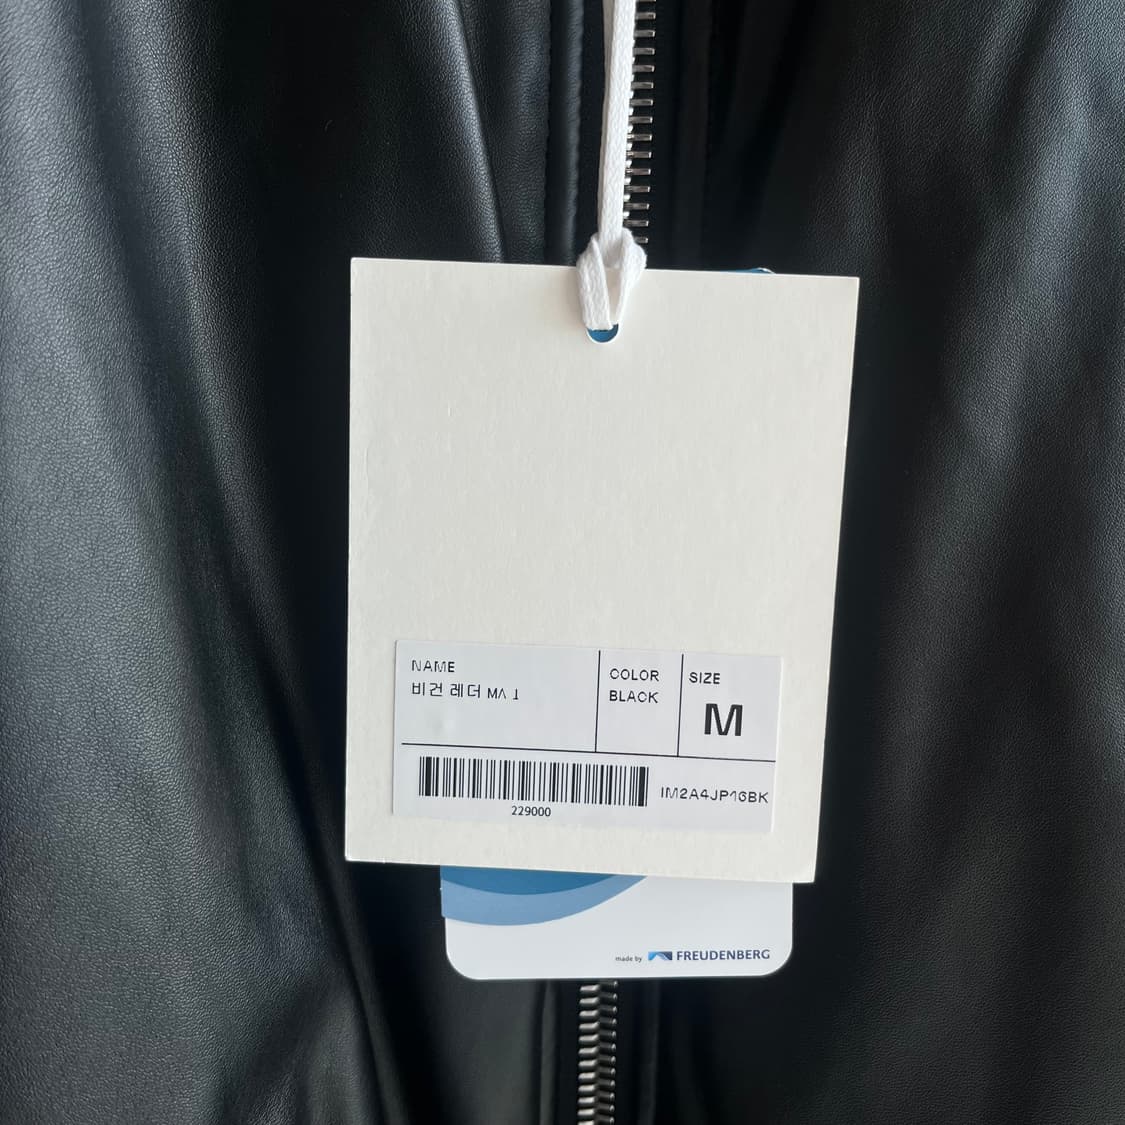 NAME
비건 레더 MA 1
COLOR
BLACK
SIZE
M
229000
IM2A4JP16BK
made by FREUDENBERG